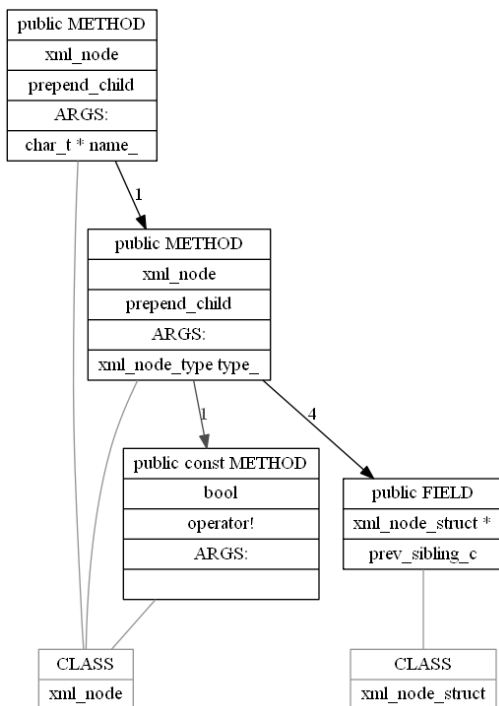 public METHOD
xml_node
prepend_child
ARGS:
char_t * name_
1
public METHOD
xml_node
prepend_child
ARGS:
xml_node_type type_
1
4
public const METHOD
bool
operator!
ARGS:
public FIELD
xml_node_struct *
prev_sibling_c
CLASS
xml_node
CLASS
xml_node_struct